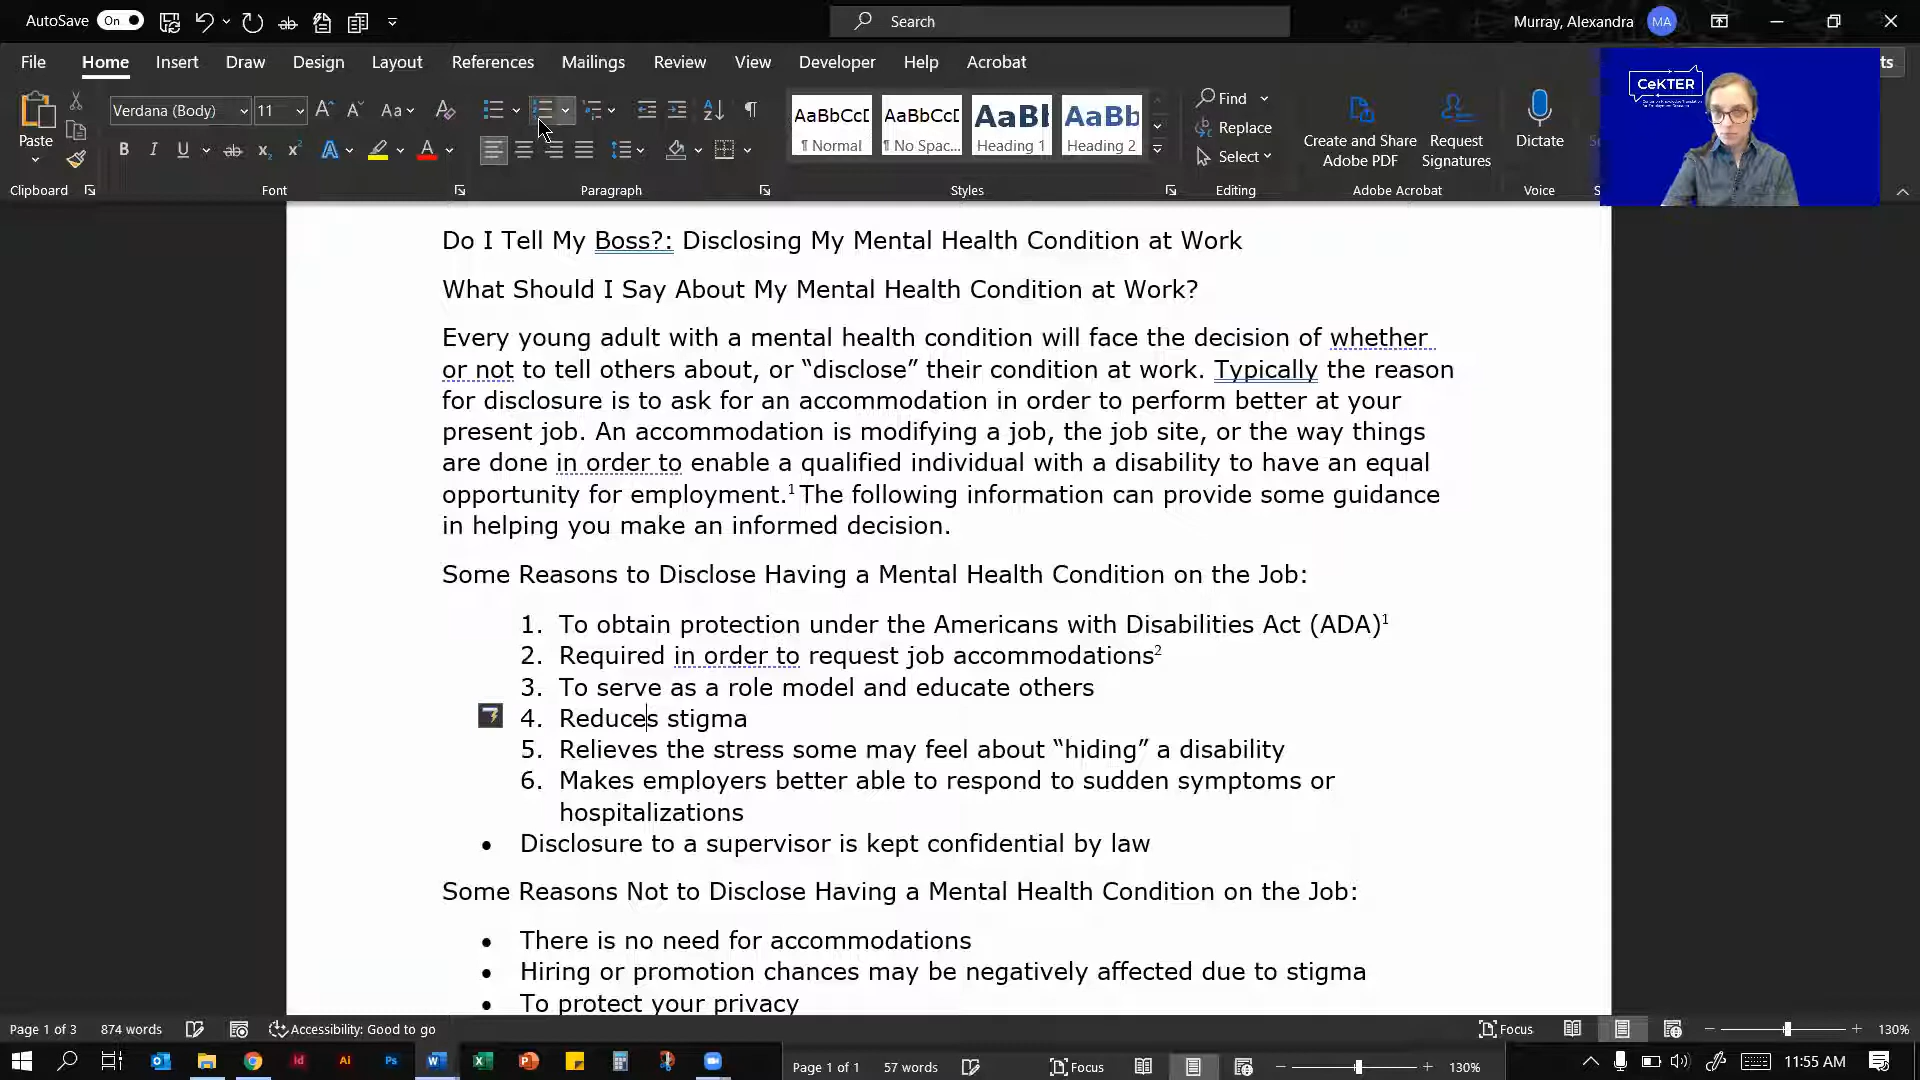 AutoSave On Search Murray, Alexandra MA
File Home Insert Draw Design Layout References Mailings Review View Developer Help Acrobat ts
CeKTER
Verdana (Body) 11 Aa
AaBbCcD AaBbCcD AaBb AaBb
¶ Normal ¶ No Spac... Heading 1 Heading 2
Find
Replace
Select
Paste
Create and Share Adobe PDF
Request Signatures
Dictate
Clipboard Font Paragraph Styles Editing Adobe Acrobat Voice
Do I Tell My Boss?: Disclosing My Mental Health Condition at Work
What Should I Say About My Mental Health Condition at Work?
Every young adult with a mental health condition will face the decision of whether
or not to tell others about, or “disclose” their condition at work. Typically the reason
for disclosure is to ask for an accommodation in order to perform better at your
present job. An accommodation is modifying a job, the job site, or the way things
are done in order to enable a qualified individual with a disability to have an equal
opportunity for employment.1 The following information can provide some guidance
in helping you make an informed decision.
Some Reasons to Disclose Having a Mental Health Condition on the Job:
1. To obtain protection under the Americans with Disabilities Act (ADA)1
2. Required in order to request job accommodations2
3. To serve as a role model and educate others
4. Reduces stigma
5. Relieves the stress some may feel about “hiding” a disability
6. Makes employers better able to respond to sudden symptoms or
hospitalizations
• Disclosure to a supervisor is kept confidential by law
Some Reasons Not to Disclose Having a Mental Health Condition on the Job:
• There is no need for accommodations
• Hiring or promotion chances may be negatively affected due to stigma
• To protect your privacy
Page 1 of 3 874 words Accessibility: Good to go Focus 130%
Page 1 of 1 57 words Focus 130% 11:55 AM